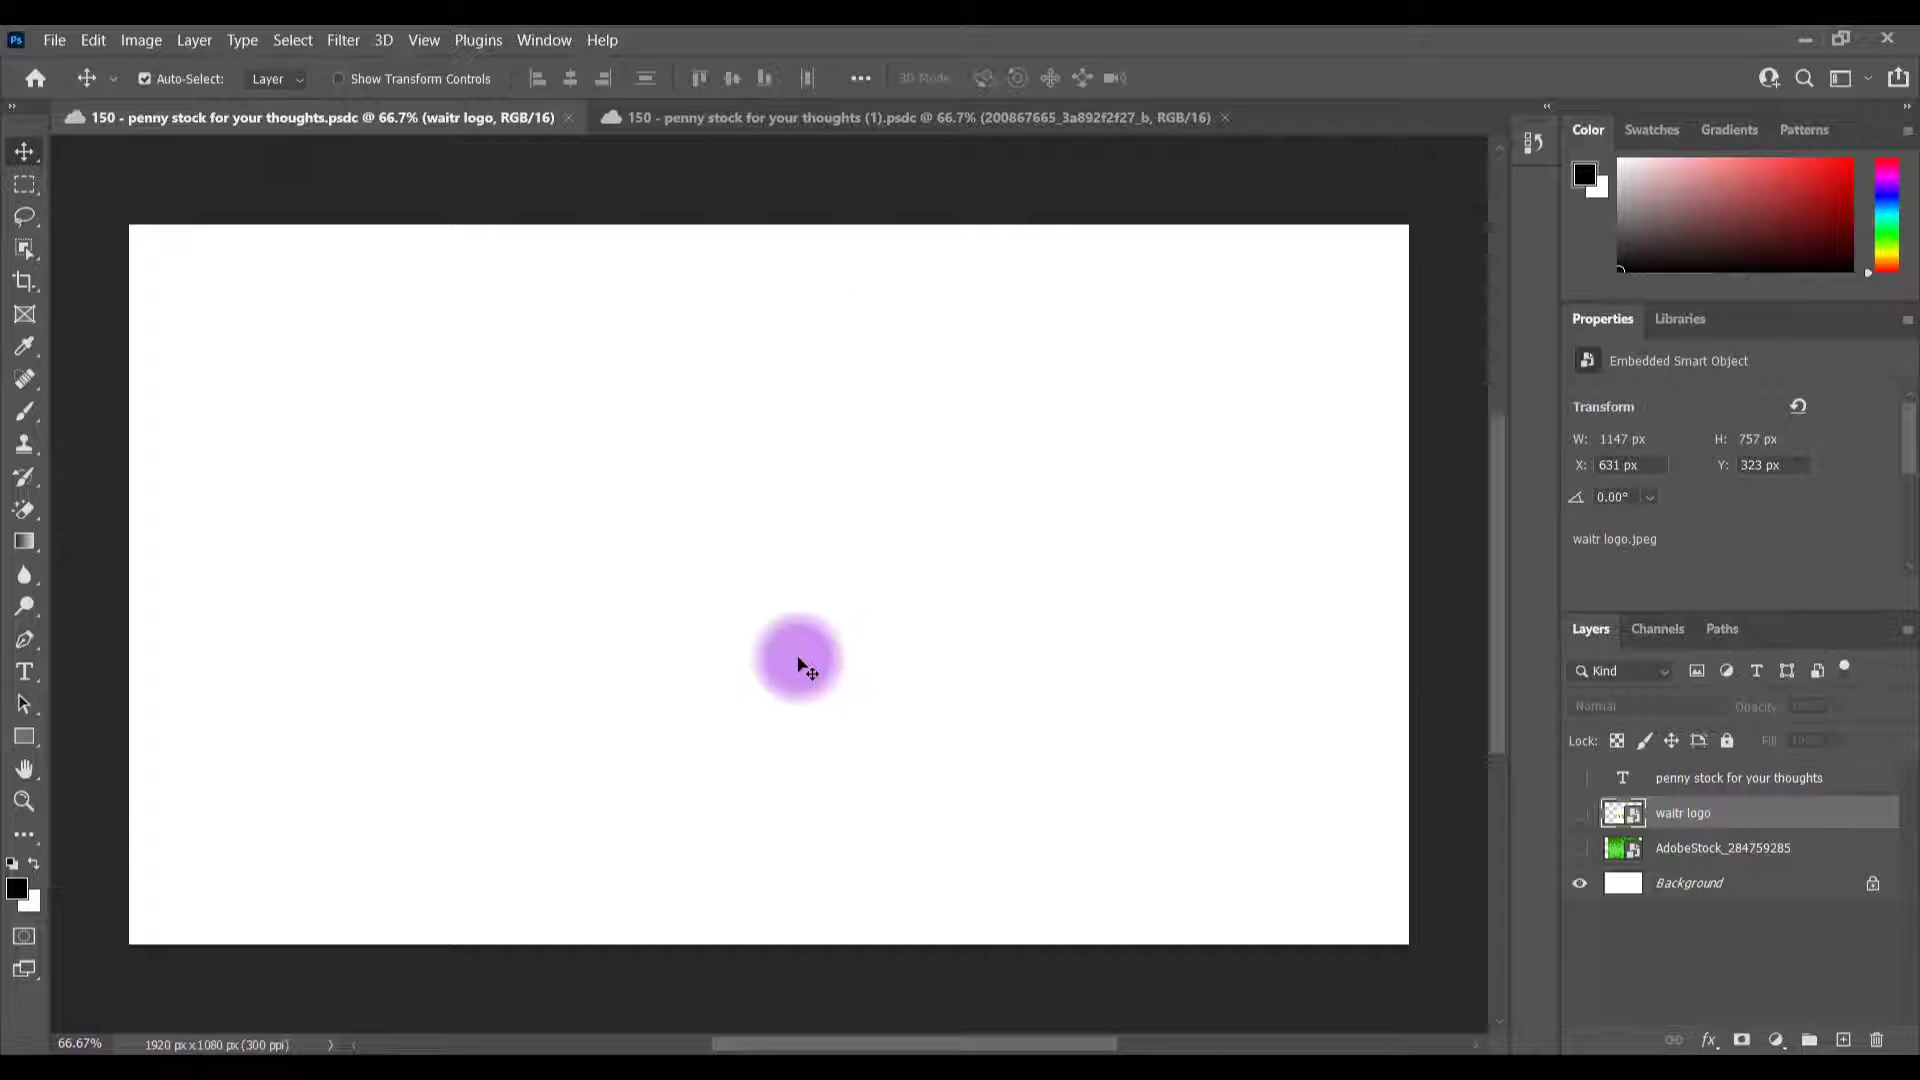 Ps File Edit Image Layer Type Select Filter 3D View Plugins Window Help
Auto-Select: Layer Show Transform Controls 3D Mode
150 - penny stock for your thoughts.psdc @ 66.7% (waitr logo, RGB/16) 150 - penny stock for your thoughts (1).psdc @ 66.7% (200867665_3a892f2f27_b, RGB/16)
Color Swatches Gradients Patterns
Properties Libraries
Embedded Smart Object
Transform
W: 1147 px H: 757 px
X: 631 px Y: 323 px
0.00°
waitr logo.jpeg
Layers Channels Paths
Kind
Normal Opacity
Lock: Fill
penny stock for your thoughts
waitr logo
AdobeStock_284759285
Background
66.67% 1920 px x 1080 px (300 ppi)